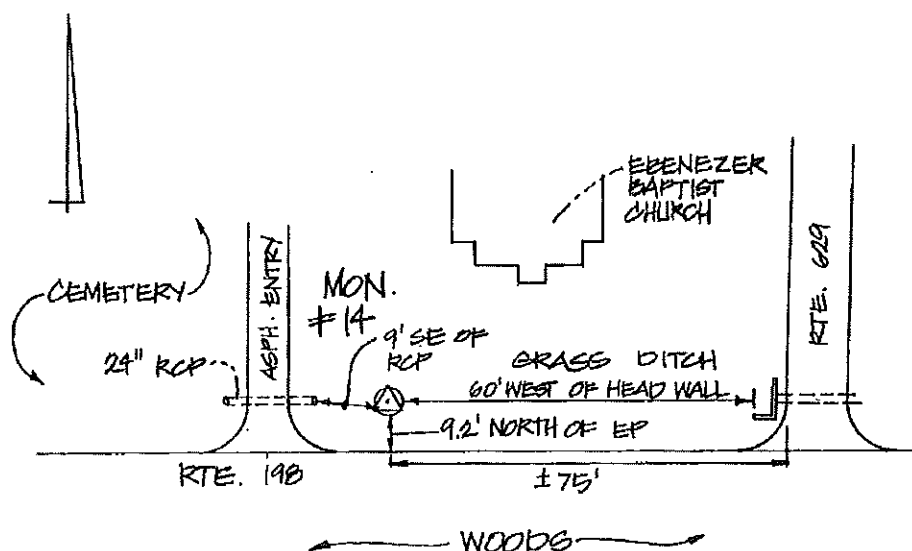 EBENEZER
BAPTIST
CHURCH
RTE. 629
CEMETERY
ASPH. ENTRY
MON.
#14
24" RCP
9' SE OF
RCP
GRASS DITCH
60' WEST OF HEAD WALL
9.2' NORTH OF EP
RTE. 198
±75'
WOODS